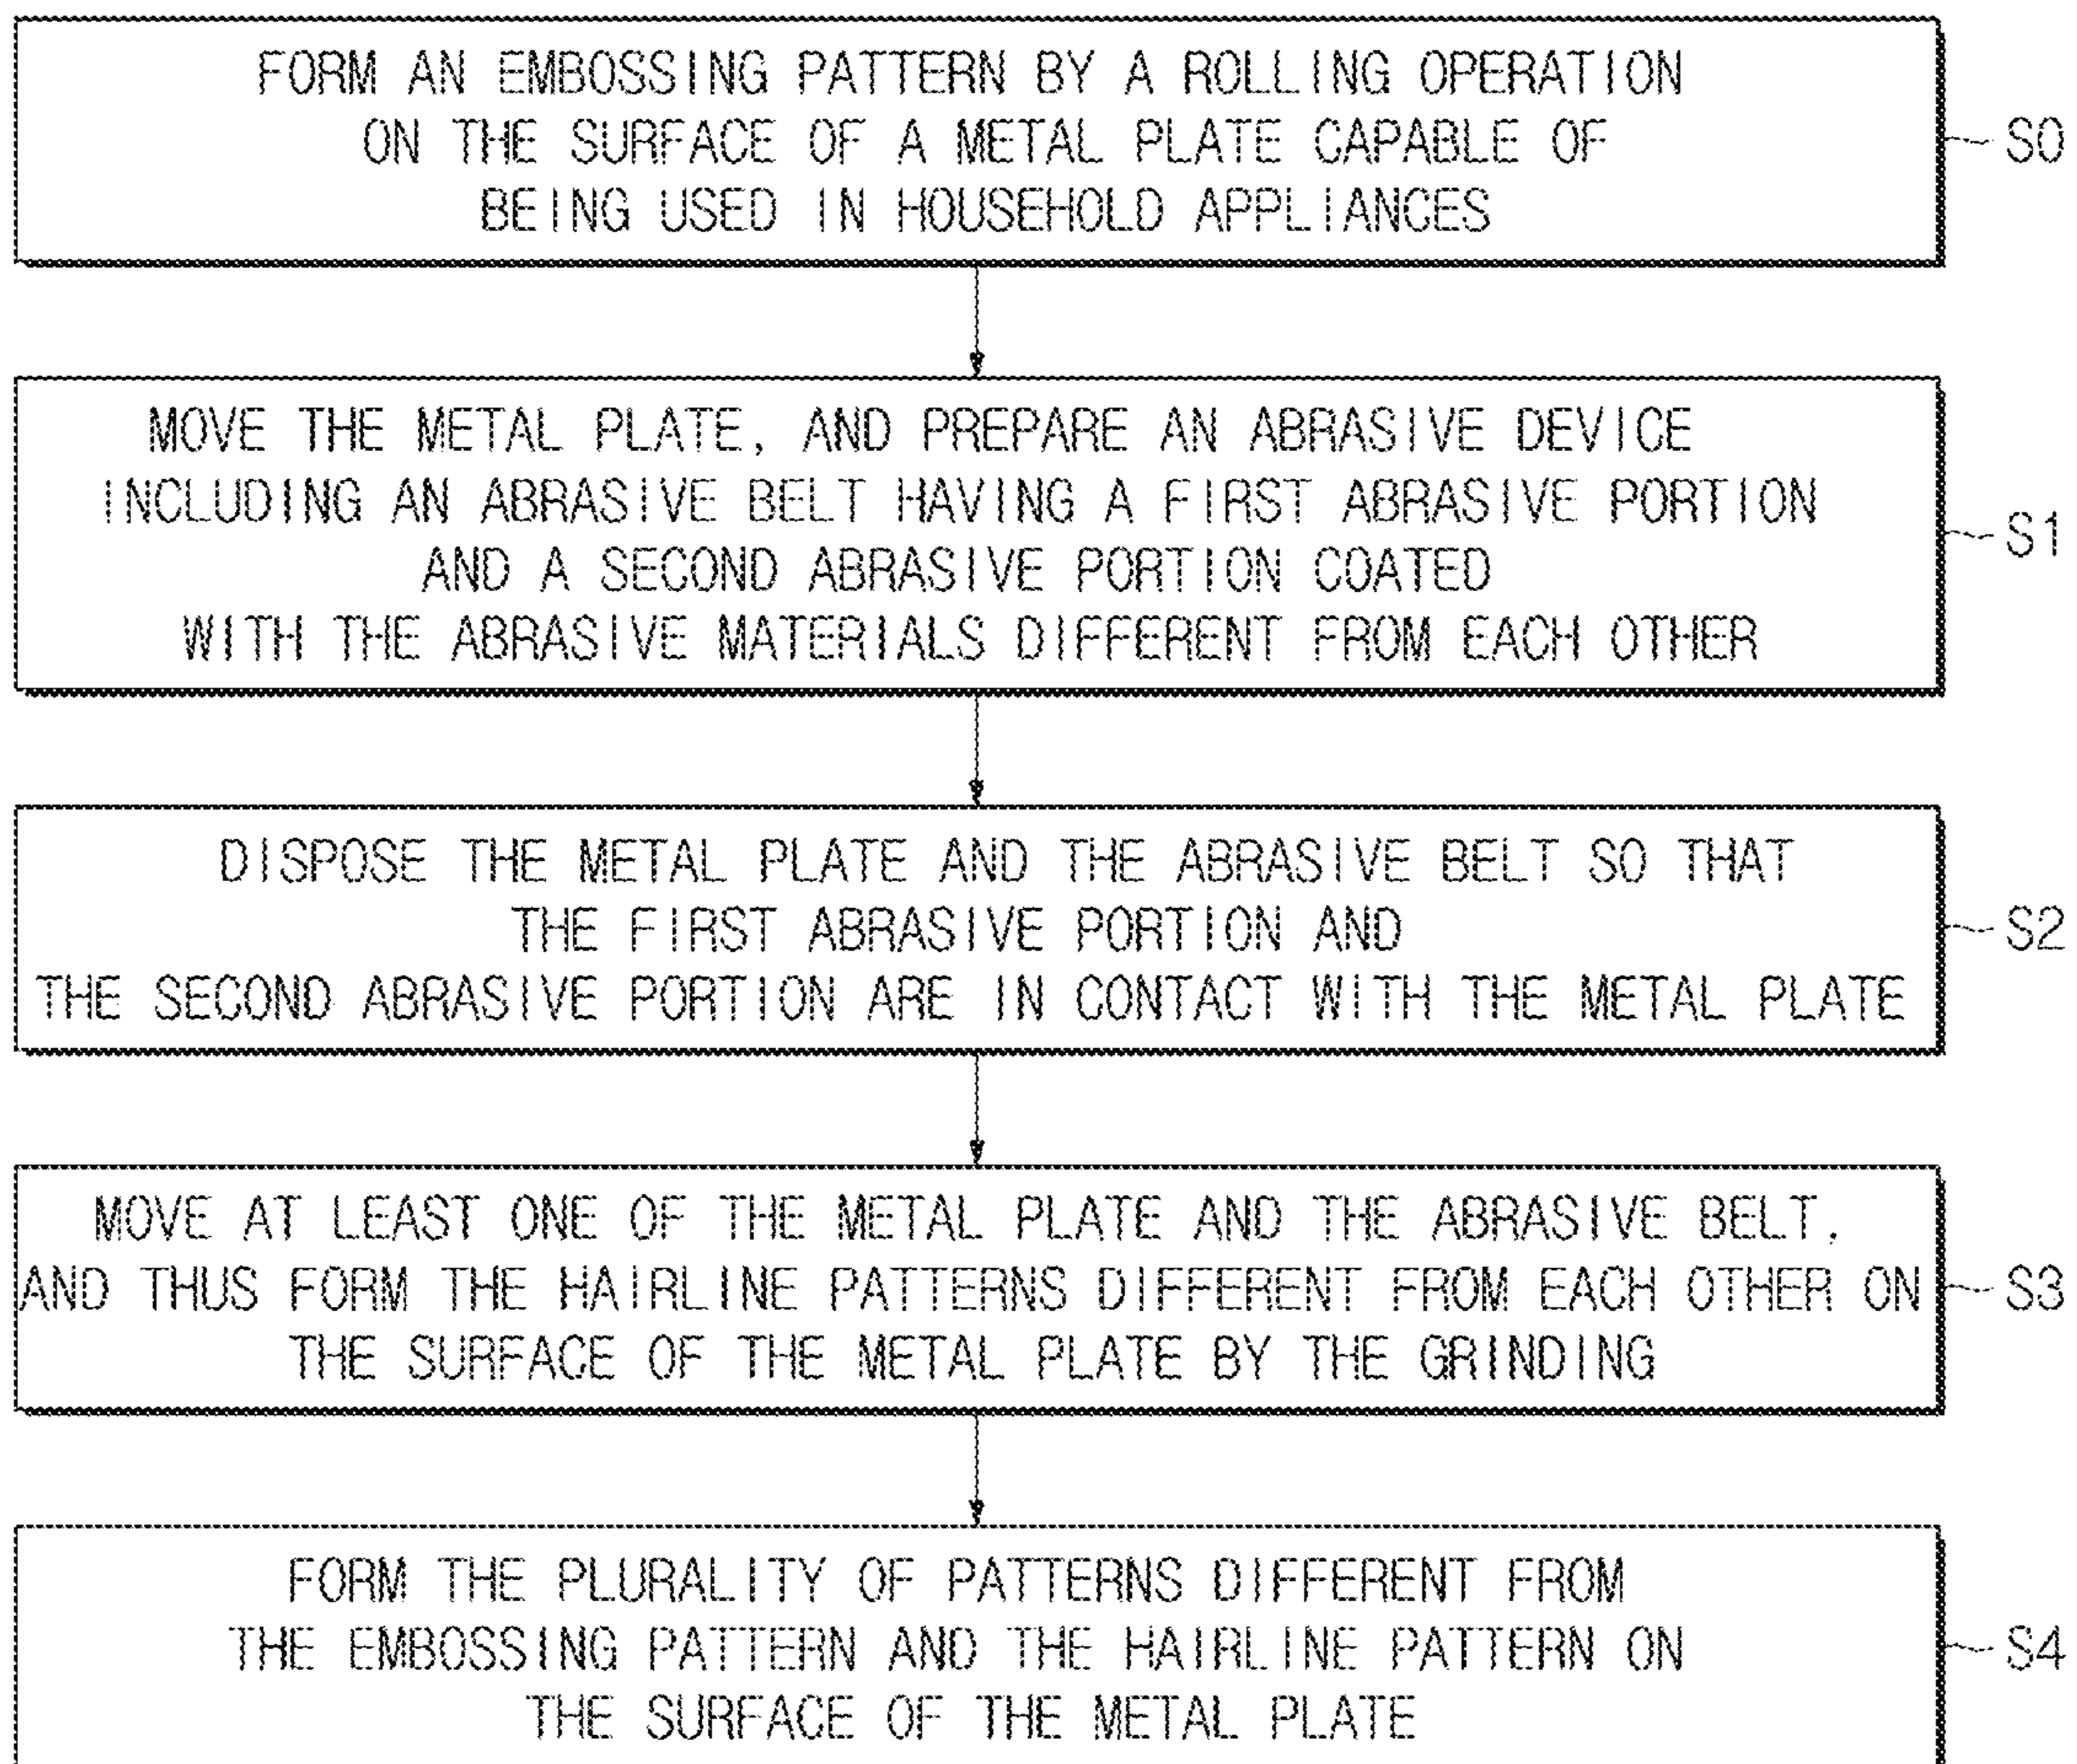 FORM AN EMBOSSING PATTERN BY A ROLLING OPERATION
ON THE SURFACE OF A METAL PLATE CAPABLE OF
BEING USED IN HOUSEHOLD APPLIANCES
S0
MOVE THE METAL PLATE, AND PREPARE AN ABRASIVE DEVICE
INCLUDING AN ABRASIVE BELT HAVING A FIRST ABRASIVE PORTION
AND A SECOND ABRASIVE PORTION COATED
WITH THE ABRASIVE MATERIALS DIFFERENT FROM EACH OTHER
S1
DISPOSE THE METAL PLATE AND THE ABRASIVE BELT SO THAT
THE FIRST ABRASIVE PORTION AND
THE SECOND ABRASIVE PORTION ARE IN CONTACT WITH THE METAL PLATE
S2
MOVE AT LEAST ONE OF THE METAL PLATE AND THE ABRASIVE BELT,
AND THUS FORM THE HAIRLINE PATTERNS DIFFERENT FROM EACH OTHER ON
THE SURFACE OF THE METAL PLATE BY THE GRINDING
S3
FORM THE PLURALITY OF PATTERNS DIFFERENT FROM
THE EMBOSSING PATTERN AND THE HAIRLINE PATTERN ON
THE SURFACE OF THE METAL PLATE
S4